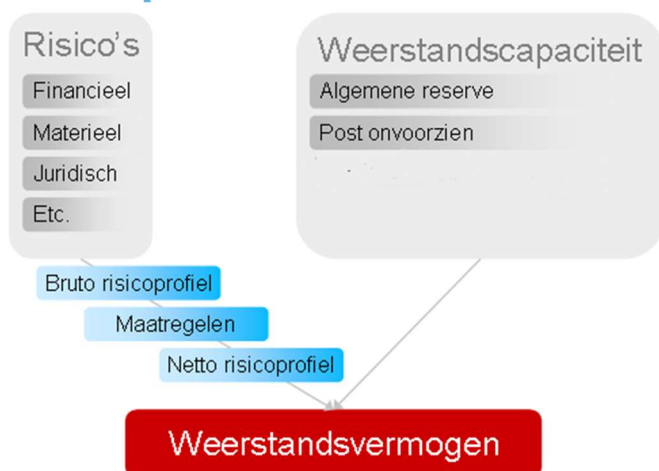 Risico's
Financieel
Materieel
Juridisch
Etc.
Weerstandscapaciteit
Algemene reserve
Post onvoorzien
Bruto risicoprofiel
Maatregelen
Netto risicoprofiel
Weerstandsvermogen